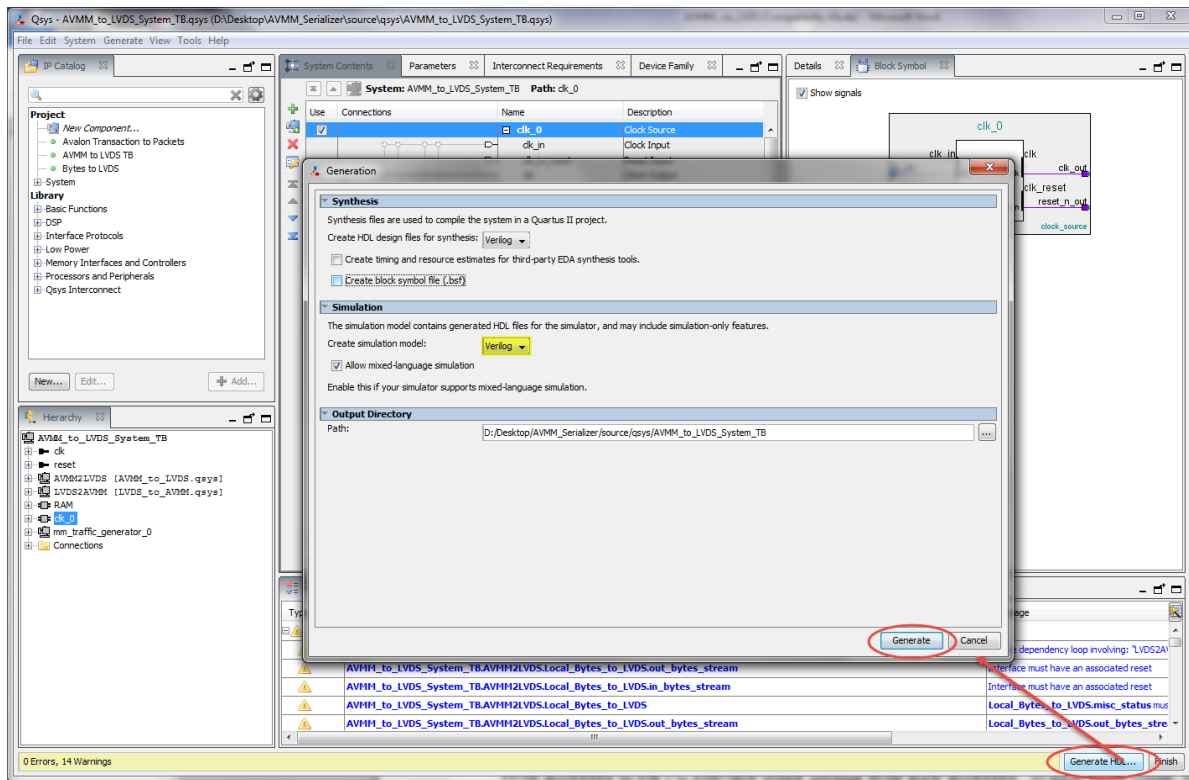 Qsys - AVMM_to_LVDS_System_TB.qsys (D:\Desktop\AVMM_Serializer\source\qsys\AVMM_to_LVDS_System_TB.qsys)
File Edit System Generate View Tools Help
IP Catalog
Project
New Component...
Avalon Transaction to Packets
AVMM to LVDS TB
Bytes to LVDS
System
Library
Basic Functions
DSP
Interface Protocols
Low Power
Memory Interfaces and Controllers
Processors and Peripherals
Qsys Interconnect
New... Edit... Add...
Hierarchy
AVMM_to_LVDS_System_TB
clk
reset
AVMM2LVDS [AVMM_to_LVDS.qsys]
LVDS2AVMM [LVDS_to_AVMM.qsys]
RAM
clk_0
mm_traffic_generator_0
Connections
System Contents Parameters Interconnect Requirements Device Family
System: AVMM_to_LVDS_System_TB Path: clk_0
Use Connections Name Description
clk_0 Clock Source
clk_in Clock Input
Details Block Symbol
Show signals
clk_0
clk_in clk
clk_out
clk_reset
reset_n_out
clock_source
Generation
Synthesis
Synthesis files are used to compile the system in a Quartus II project.
Create HDL design files for synthesis: Verilog
Create timing and resource estimates for third-party EDA synthesis tools.
Create block symbol file (.bsf)
Simulation
The simulation model contains generated HDL files for the simulator, and may include simulation-only features.
Create simulation model: Verilog
Allow mixed-language simulation
Enable this if your simulator supports mixed-language simulation.
Output Directory
Path: D:/Desktop/AVMM_Serializer/source/qsys/AVMM_to_LVDS_System_TB ...
Generate Cancel
dependency loop involving: "LVDS2AV
AVMM_to_LVDS_System_TB.AVMM2LVDS.Local_Bytes_to_LVDS.out_bytes_stream Interface must have an associated reset
AVMM_to_LVDS_System_TB.AVMM2LVDS.Local_Bytes_to_LVDS.in_bytes_stream Interface must have an associated reset
AVMM_to_LVDS_System_TB.AVMM2LVDS.Local_Bytes_to_LVDS Local_Bytes_to_LVDS.misc_status mus
AVMM_to_LVDS_System_TB.AVMM2LVDS.Local_Bytes_to_LVDS.out_bytes_stream Local_Bytes_to_LVDS.out_bytes_stre
0 Errors, 14 Warnings
Generate HDL... Finish